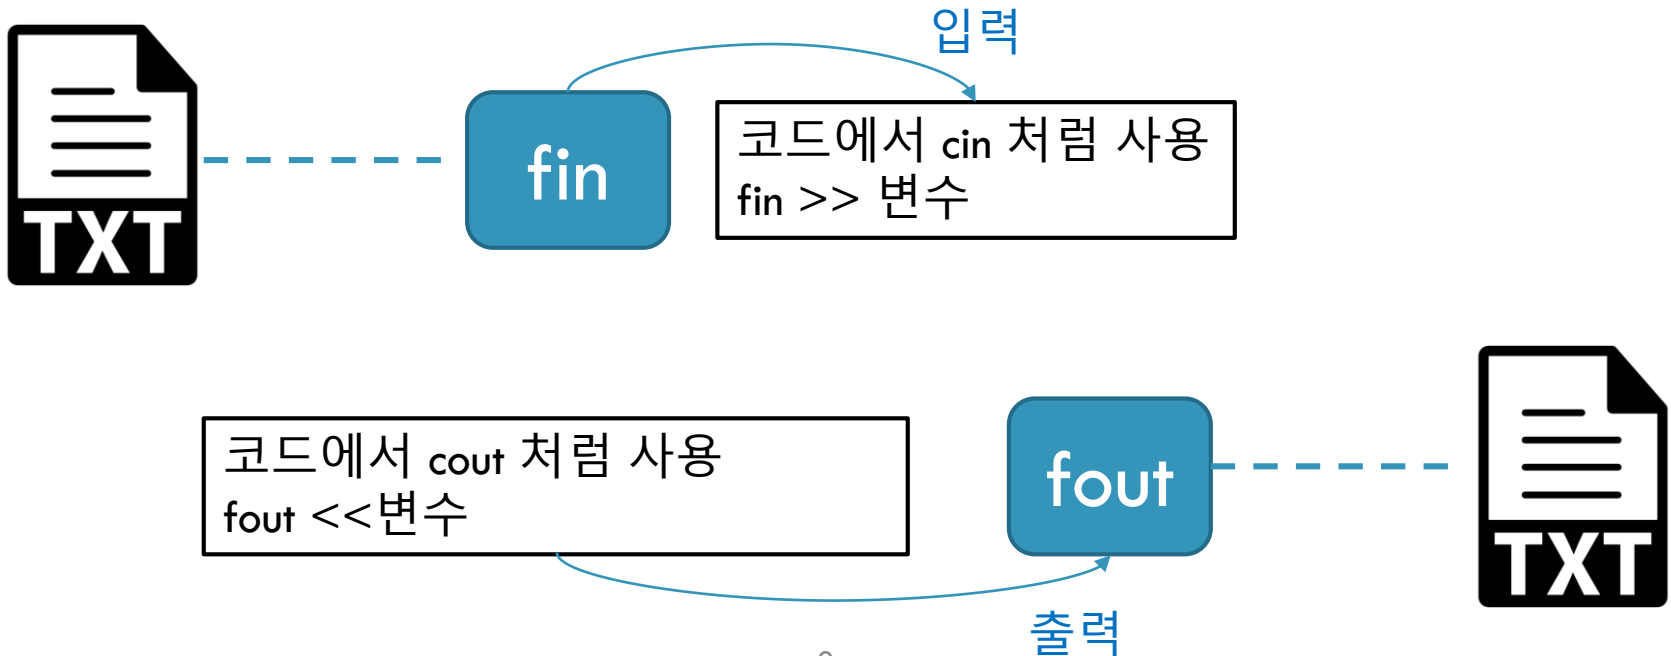 입력
TXT
fin
코드에서 cin 처럼 사용
fin >> 변수
코드에서 cout 처럼 사용
fout <<변수
fout
TXT
출력